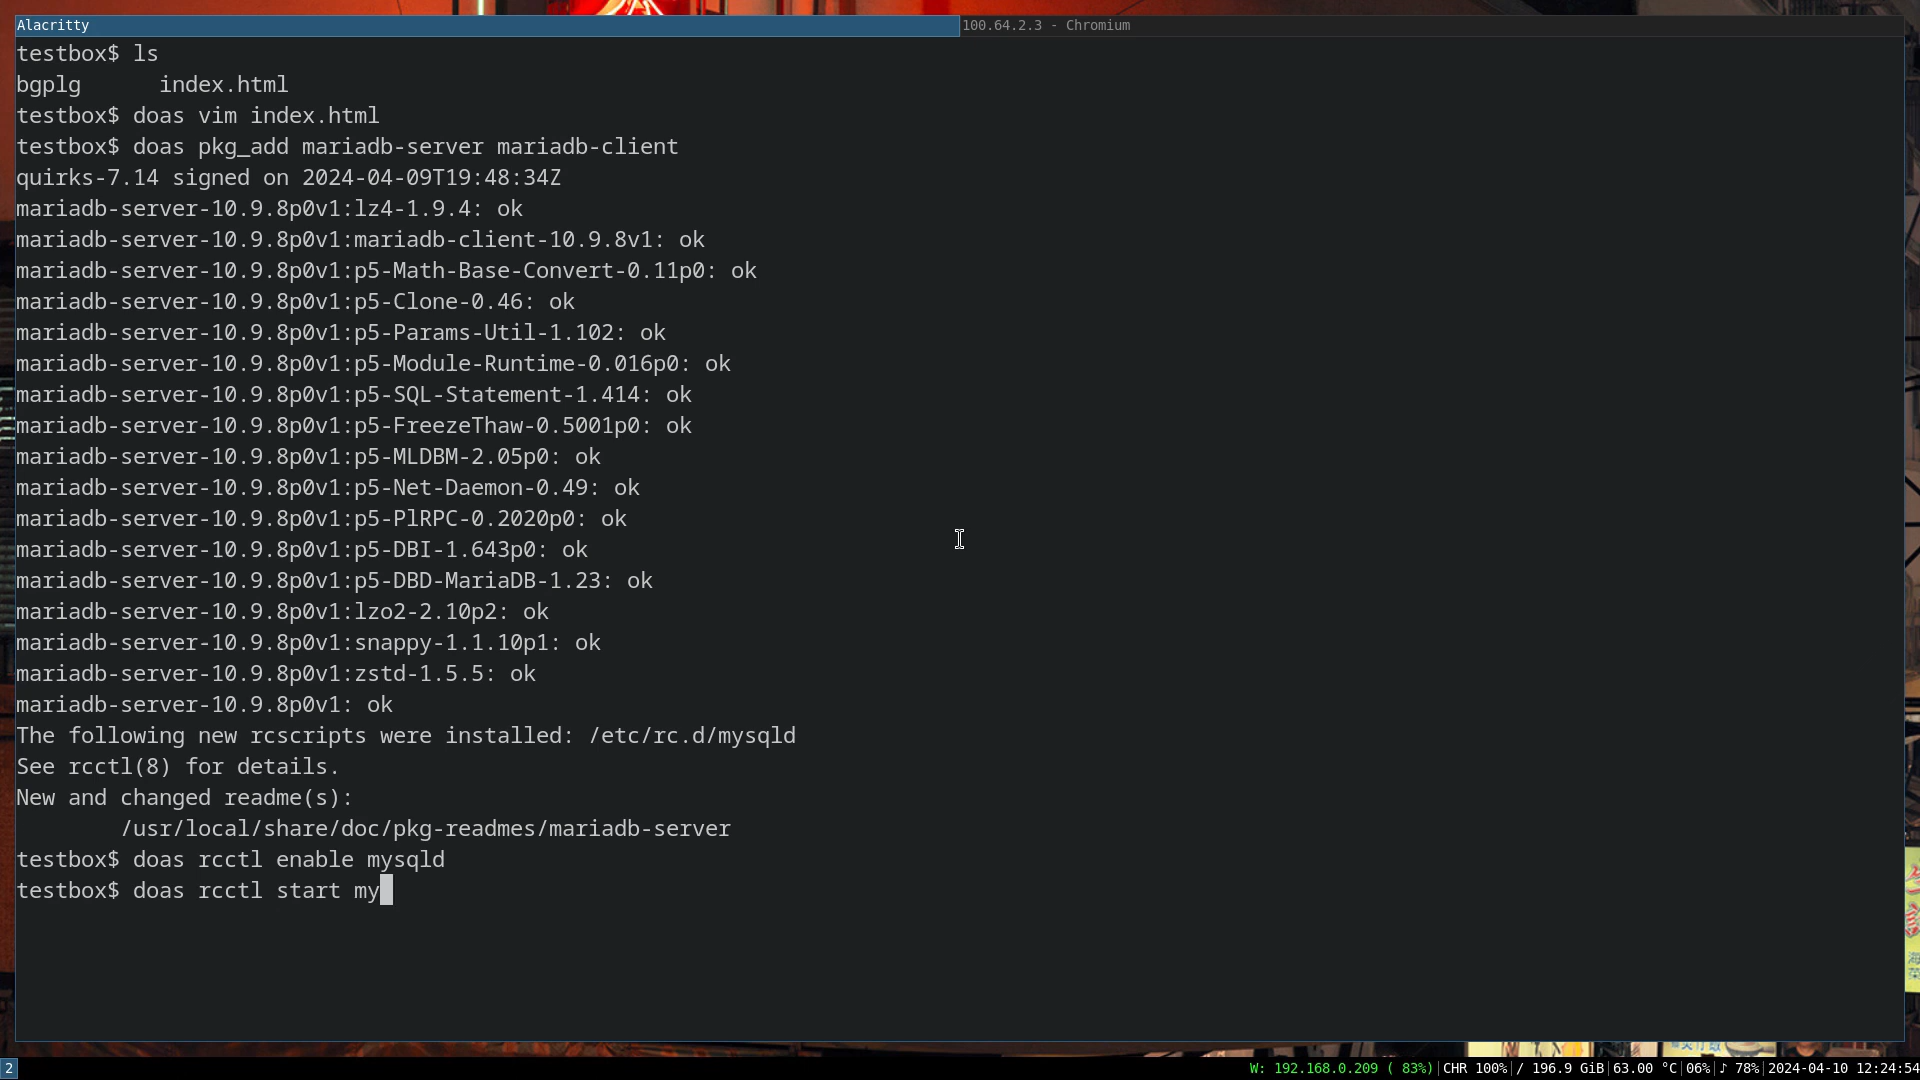 Alacritty
100.64.2.3 - Chromium
testbox$ ls
bgplg      index.html
testbox$ doas vim index.html
testbox$ doas pkg_add mariadb-server mariadb-client
quirks-7.14 signed on 2024-04-09T19:48:34Z
mariadb-server-10.9.8p0v1:lz4-1.9.4: ok
mariadb-server-10.9.8p0v1:mariadb-client-10.9.8v1: ok
mariadb-server-10.9.8p0v1:p5-Math-Base-Convert-0.11p0: ok
mariadb-server-10.9.8p0v1:p5-Clone-0.46: ok
mariadb-server-10.9.8p0v1:p5-Params-Util-1.102: ok
mariadb-server-10.9.8p0v1:p5-Module-Runtime-0.016p0: ok
mariadb-server-10.9.8p0v1:p5-SQL-Statement-1.414: ok
mariadb-server-10.9.8p0v1:p5-FreezeThaw-0.5001p0: ok
mariadb-server-10.9.8p0v1:p5-MLDBM-2.05p0: ok
mariadb-server-10.9.8p0v1:p5-Net-Daemon-0.49: ok
mariadb-server-10.9.8p0v1:p5-PlRPC-0.2020p0: ok
mariadb-server-10.9.8p0v1:p5-DBI-1.643p0: ok
mariadb-server-10.9.8p0v1:p5-DBD-MariaDB-1.23: ok
mariadb-server-10.9.8p0v1:lzo2-2.10p2: ok
mariadb-server-10.9.8p0v1:snappy-1.1.10p1: ok
mariadb-server-10.9.8p0v1:zstd-1.5.5: ok
mariadb-server-10.9.8p0v1: ok
The following new rcscripts were installed: /etc/rc.d/mysqld
See rcctl(8) for details.
New and changed readme(s):
        /usr/local/share/doc/pkg-readmes/mariadb-server
testbox$ doas rcctl enable mysqld
testbox$ doas rcctl start my
2
W: 192.168.0.209 ( 83%)|CHR 100%|/ 196.9 GiB|63.00 °C|06%|♪ 78%|2024-04-10 12:24:54